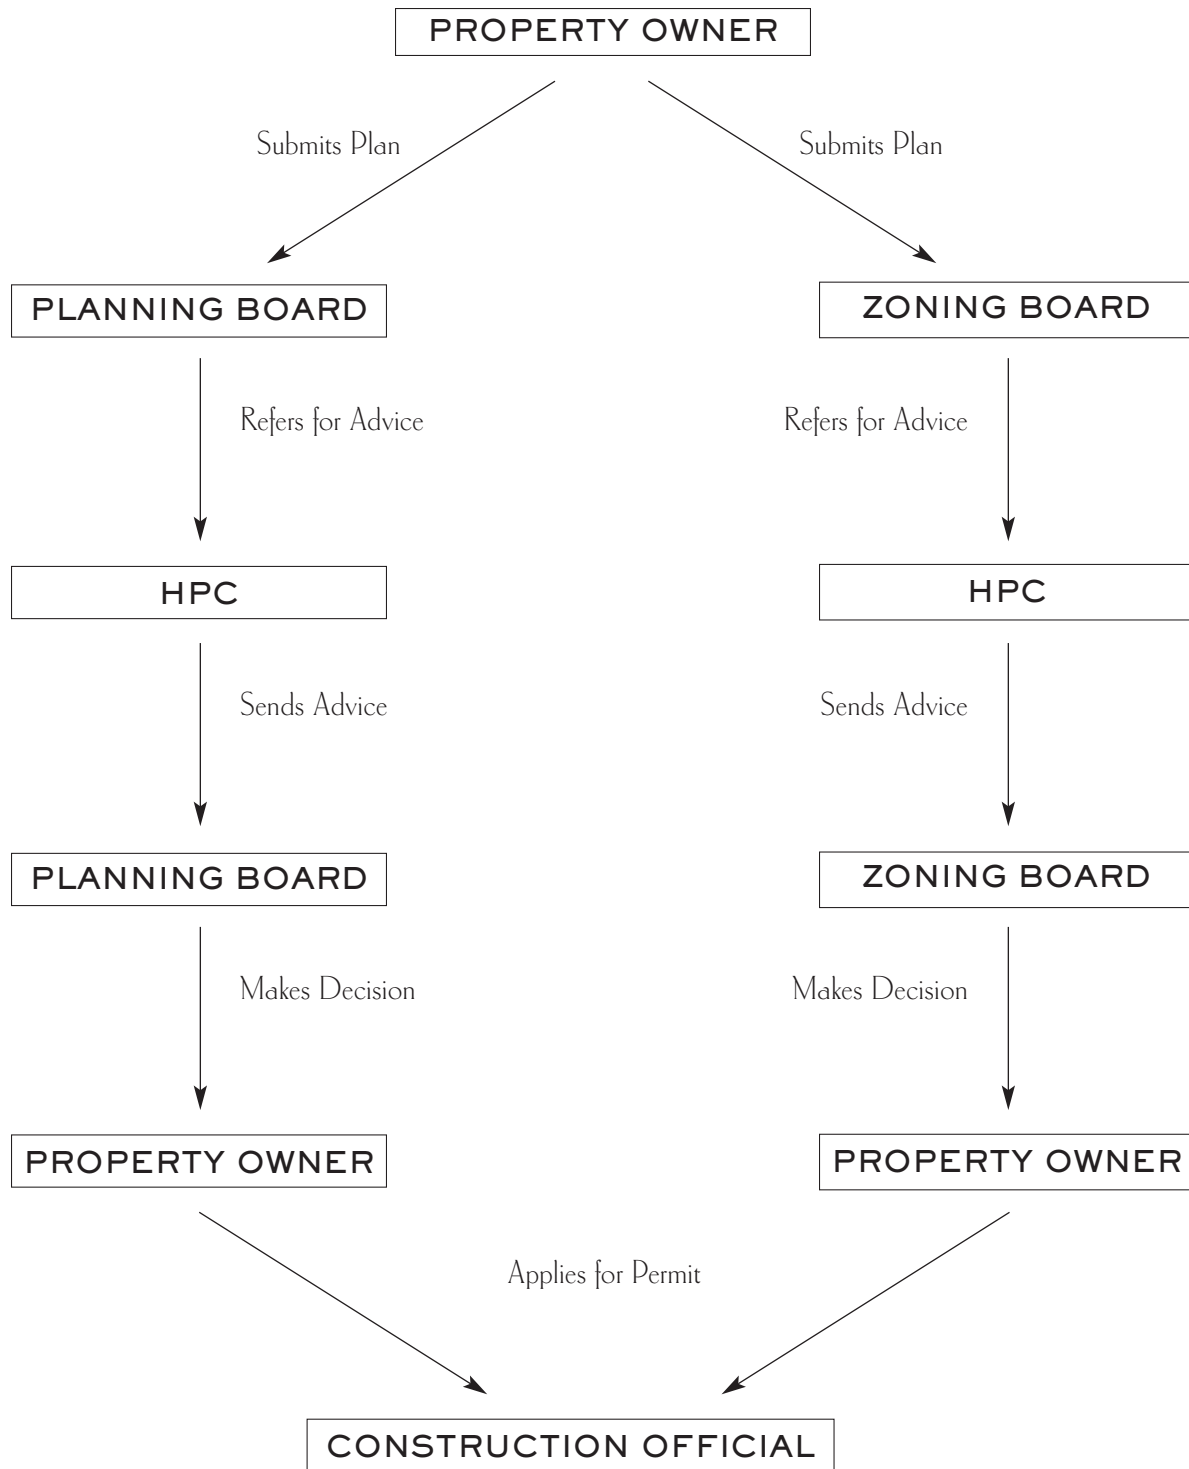 PROPERTY OWNER
Submits Plan
Submits Plan
PLANNING BOARD
ZONING BOARD
Refers for Advice
Refers for Advice
HPC
HPC
Sends Advice
Sends Advice
PLANNING BOARD
ZONING BOARD
Makes Decision
Makes Decision
PROPERTY OWNER
PROPERTY OWNER
Applies for Permit
CONSTRUCTION OFFICIAL